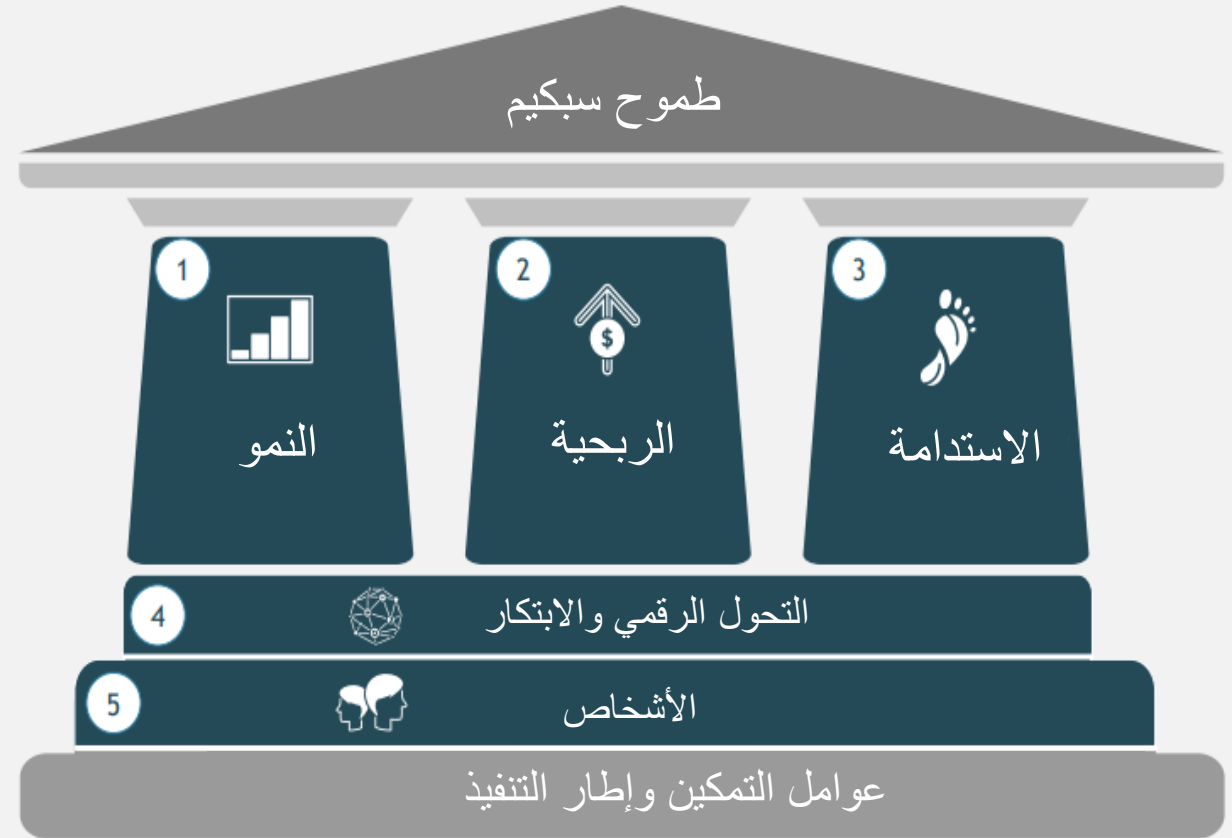 طموح سبكيم
1
النمو
2
$
الربحية
3
الاستدامة
4
التحول الرقمي والابتكار
5
الأشخاص
عوامل التمكين وإطار التنفيذ